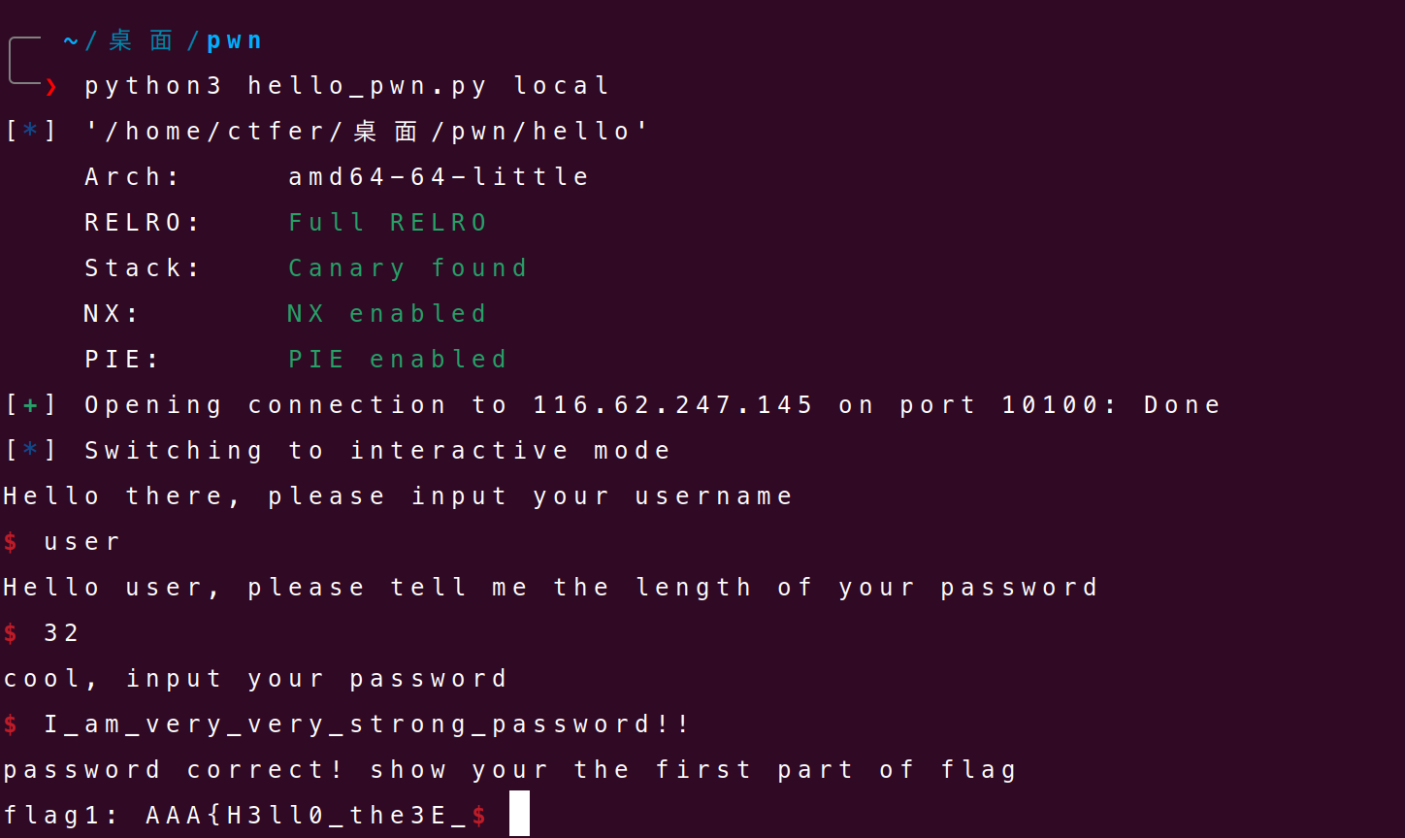 ~/桌面/pwn
❯ python3 hello_pwn.py local
[*] '/home/ctfer/桌面/pwn/hello'
    Arch:     amd64-64-little
    RELRO:    Full RELRO
    Stack:    Canary found
    NX:       NX enabled
    PIE:      PIE enabled
[+] Opening connection to 116.62.247.145 on port 10100: Done
[*] Switching to interactive mode
Hello there, please input your username
$ user
Hello user, please tell me the length of your password
$ 32
cool, input your password
$ I_am_very_very_strong_password!!
password correct! show your the first part of flag
flag1: AAA{H3ll0_the3E_$